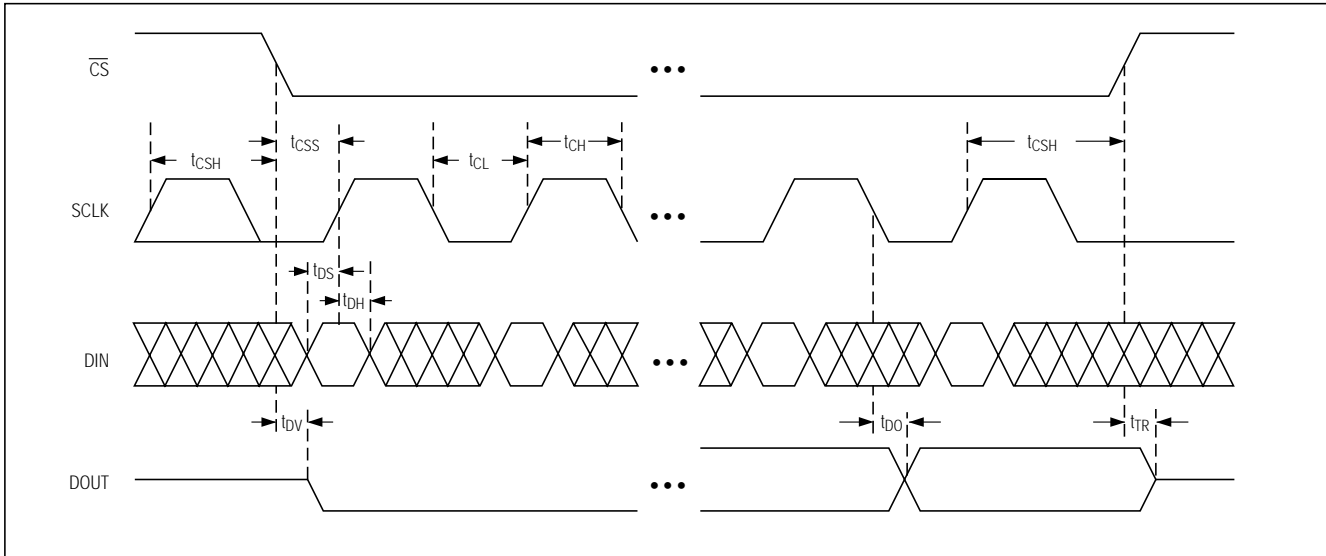 CS
tCSH
tCSS
tCL
tCH
tCSH
SCLK
tDS
tDH
DIN
tDV
tDO
tTR
DOUT